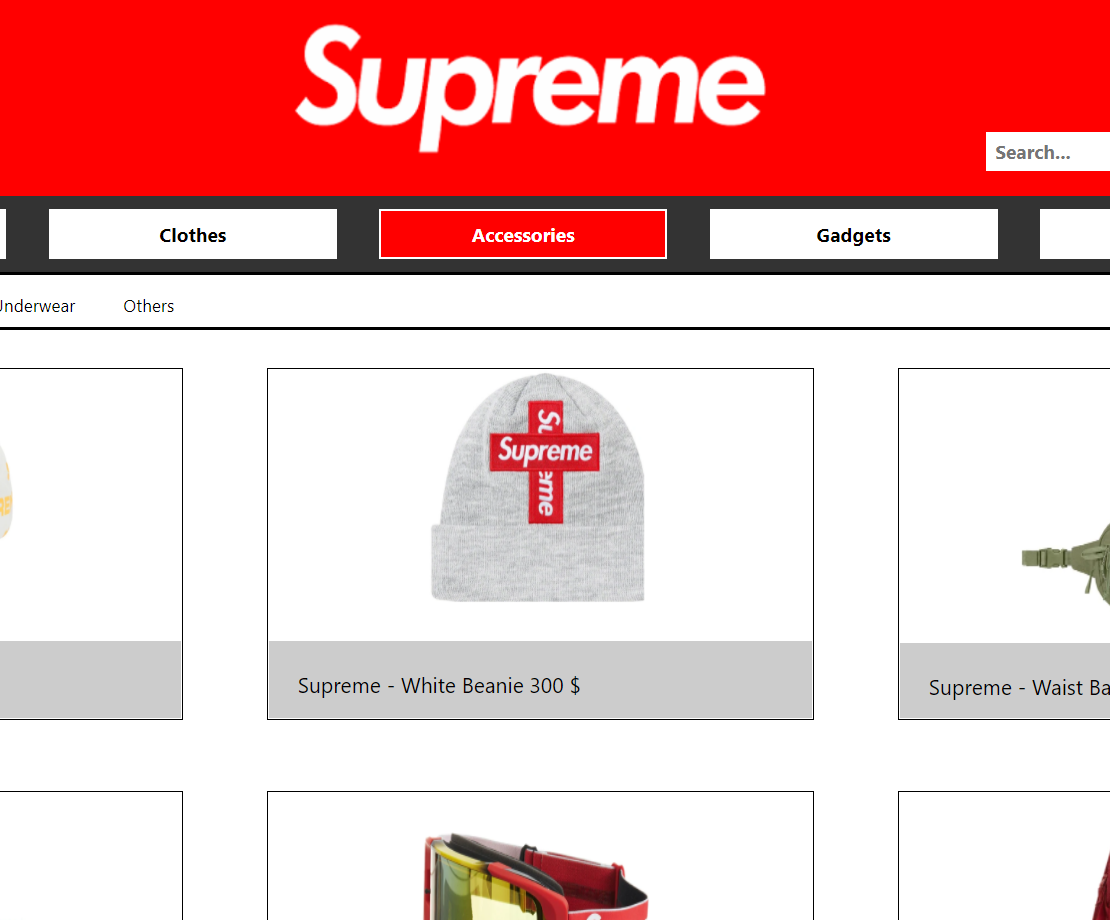 Supreme
Search...
Clothes
Accessories
Gadgets
Underwear
Others
Supreme
Supreme
Supreme - White Beanie 300 $
Supreme - Waist Ba